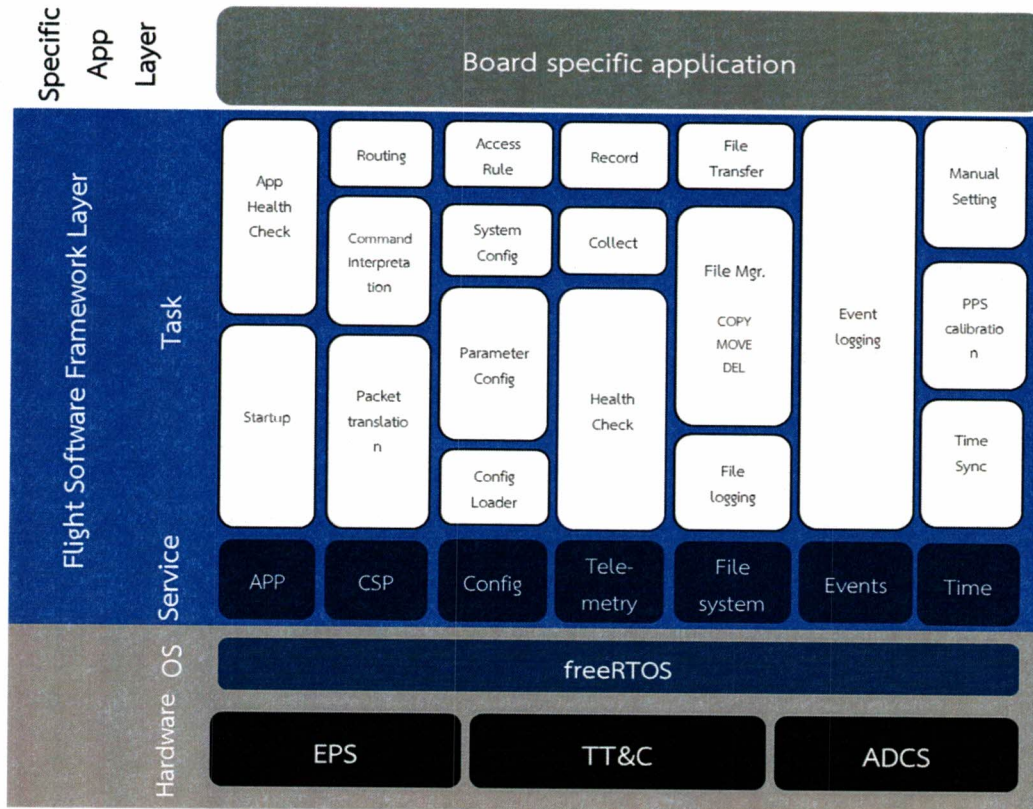 Specific
App
Layer
Board specific application
Flight Software Framework Layer
Task
App
Health
Check
Startup
Routing
Command
Interpreta
tion
Packet
translatio
n
Access
Rule
System
Config
Parameter
Config
Config
Loader
Record
Collect
Health
Check
File
Transfer
File Mgr.
COPY
MOVE
DEL
File
logging
Event
logging
Manual
Setting
PPS
calibratio
n
Time
Sync
Service
APP
CSP
Config
Tele-
metry
File
system
Events
Time
OS
freeRTOS
Hardware
EPS
TT&C
ADCS